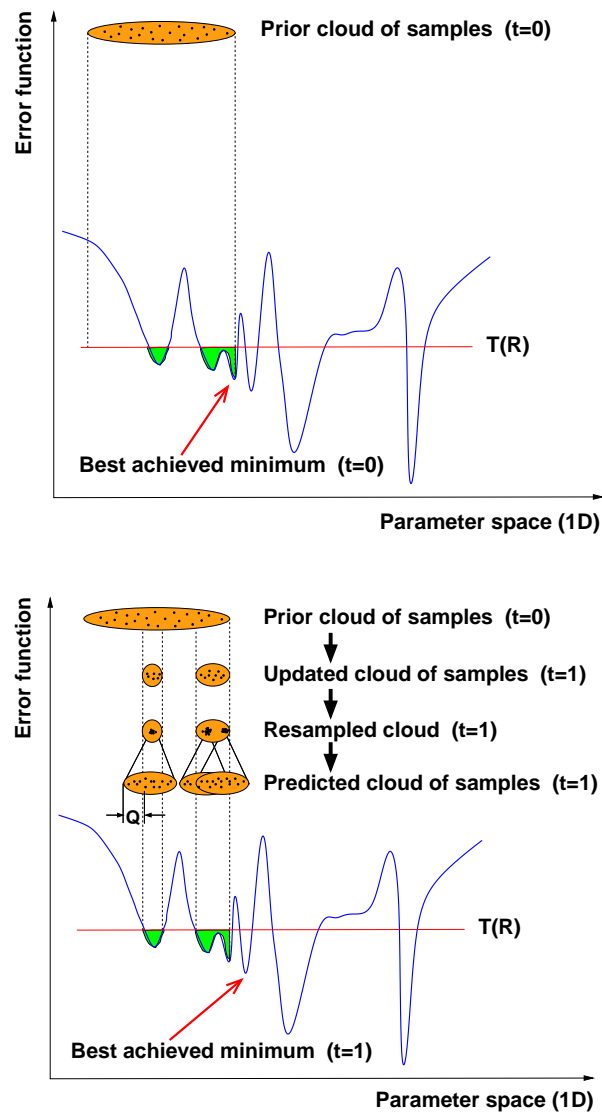 Prior cloud of samples (t=0)
Error function
T(R)
Best achieved minimum (t=0)
Parameter space (1D)
Prior cloud of samples (t=0)
Error function
Updated cloud of samples (t=1)
Resampled cloud (t=1)
Predicted cloud of samples (t=1)
Q
T(R)
Best achieved minimum (t=1)
Parameter space (1D)